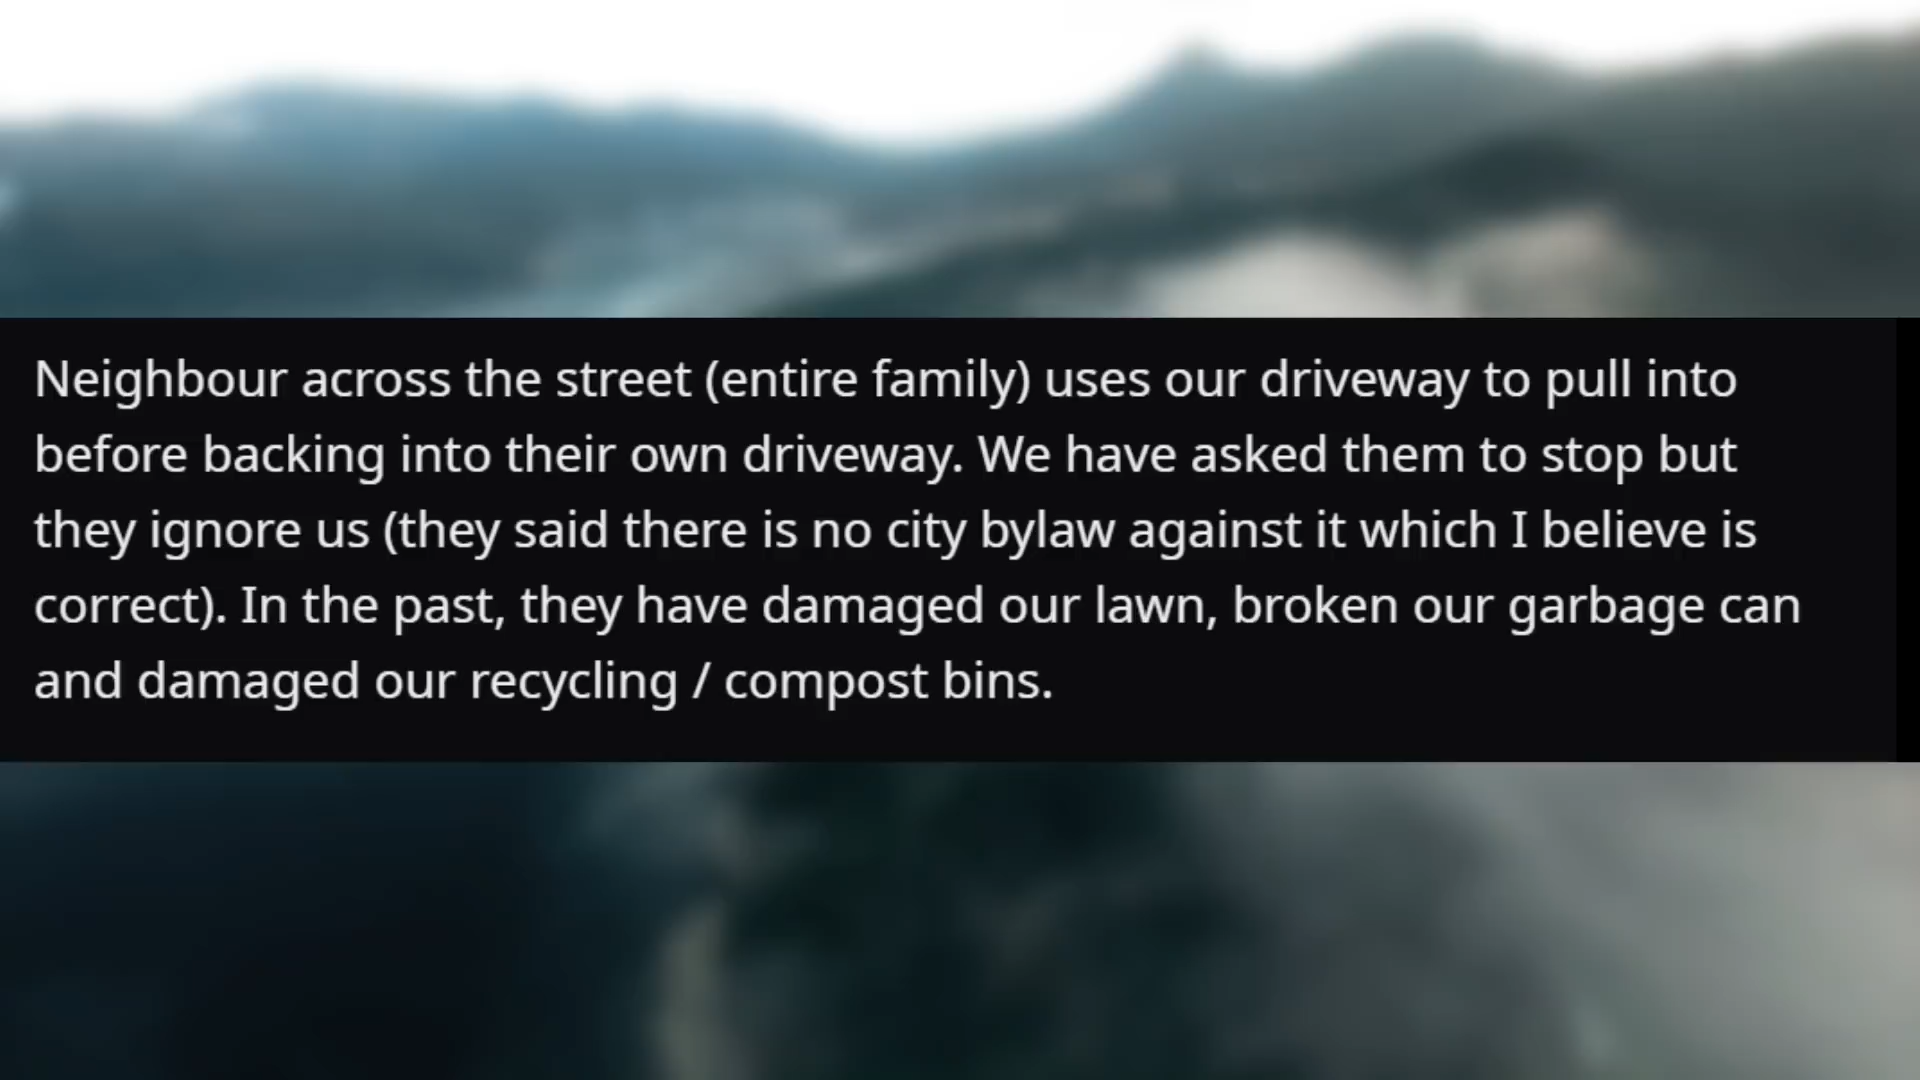 Neighbour across the street (entire family) uses our driveway to pull into
before backing into their own driveway. We have asked them to stop but
they ignore us (they said there is no city bylaw against it which I believe is
correct). In the past, they have damaged our lawn, broken our garbage can
and damaged our recycling / compost bins.